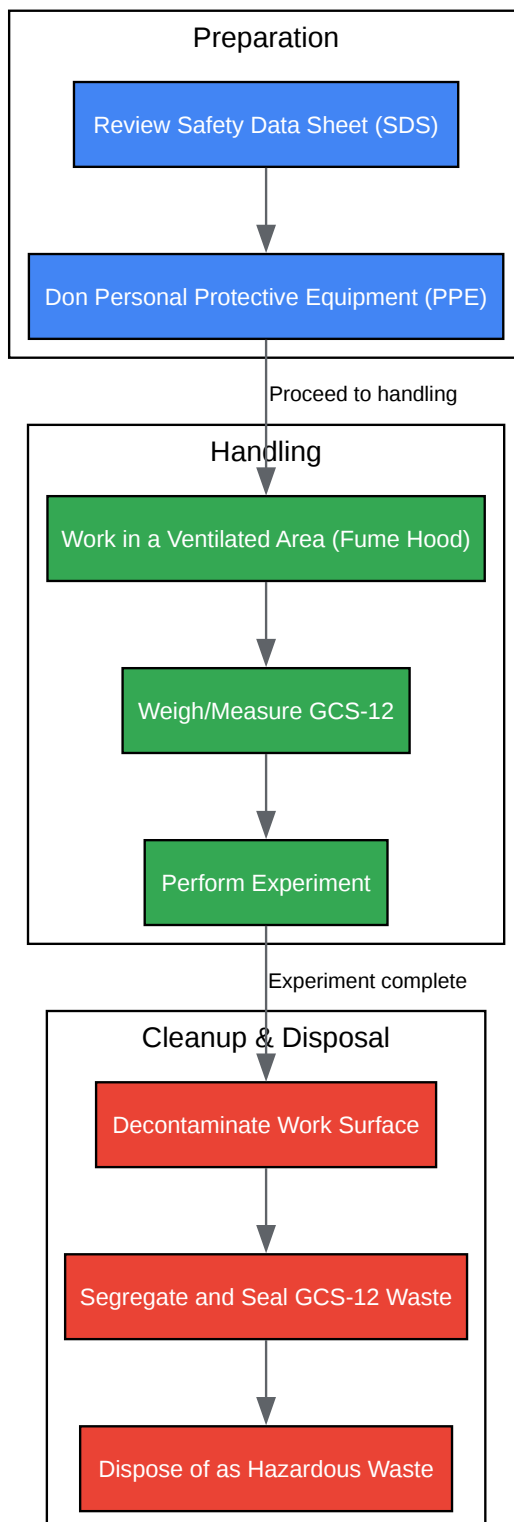 Preparation
Review Safety Data Sheet (SDS)
Don Personal Protective Equipment (PPE)
Proceed to handling
Handling
Work in a Ventilated Area (Fume Hood)
Weigh/Measure GCS-12
Perform Experiment
Experiment complete
Cleanup & Disposal
Decontaminate Work Surface
Segregate and Seal GCS-12 Waste
Dispose of as Hazardous Waste